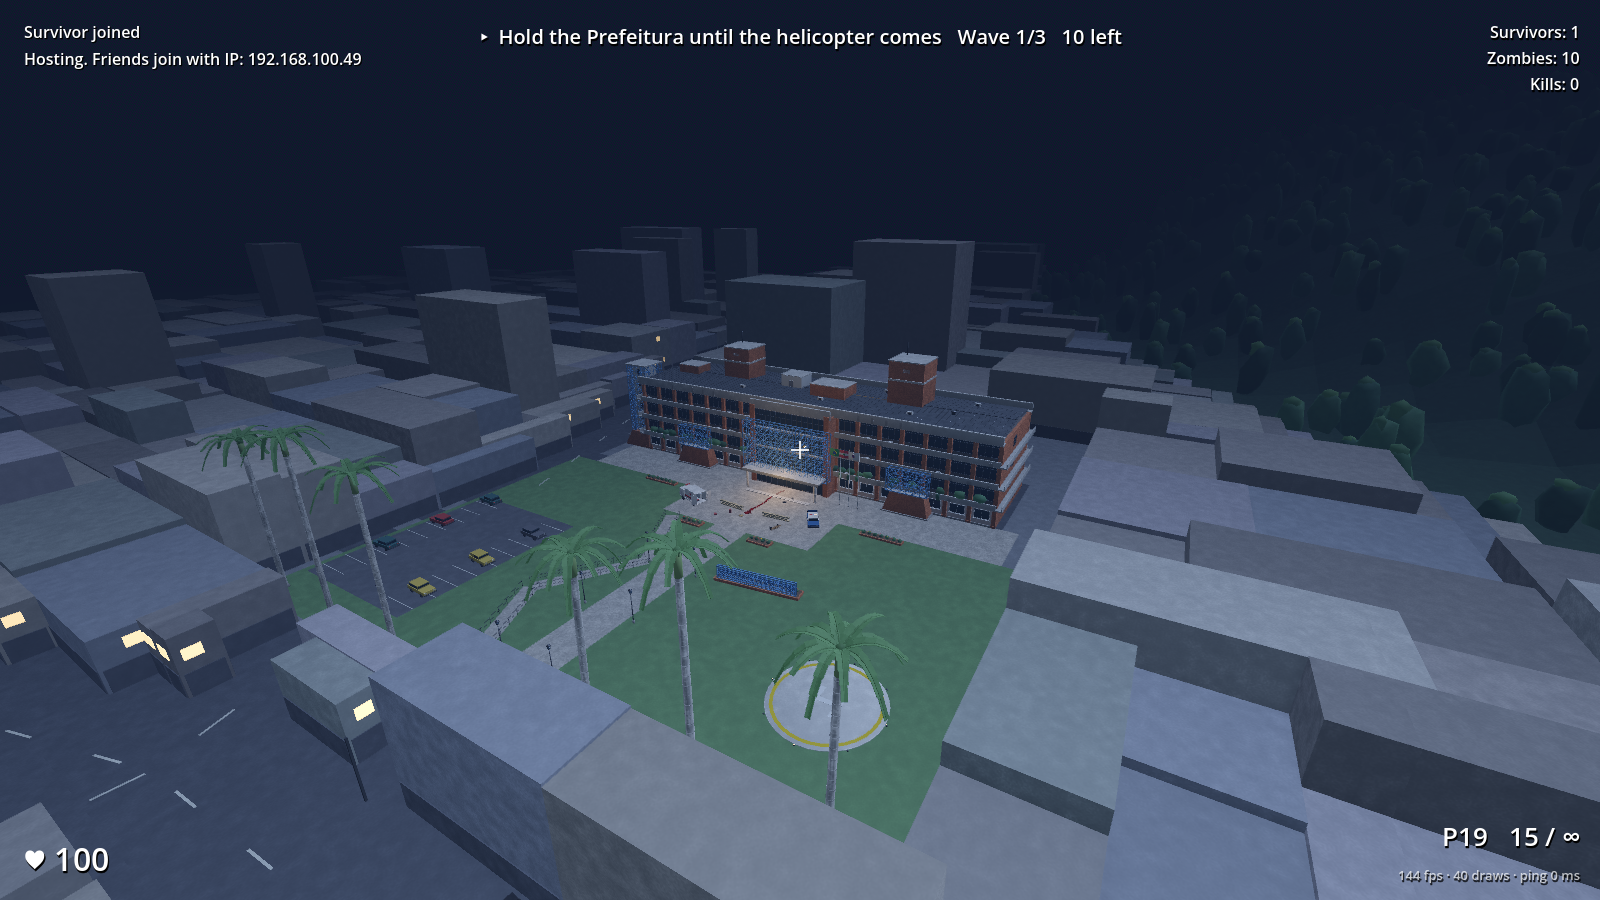 Survivor joined
Hosting. Friends join with IP: 192.168.100.49
▸ Hold the Prefeitura until the helicopter comes Wave 1/3 10 left
Survivors: 1
Zombies: 10
Kills: 0
♥ 100
P19 15 / ∞
144 fps · 40 draws · ping 0 ms